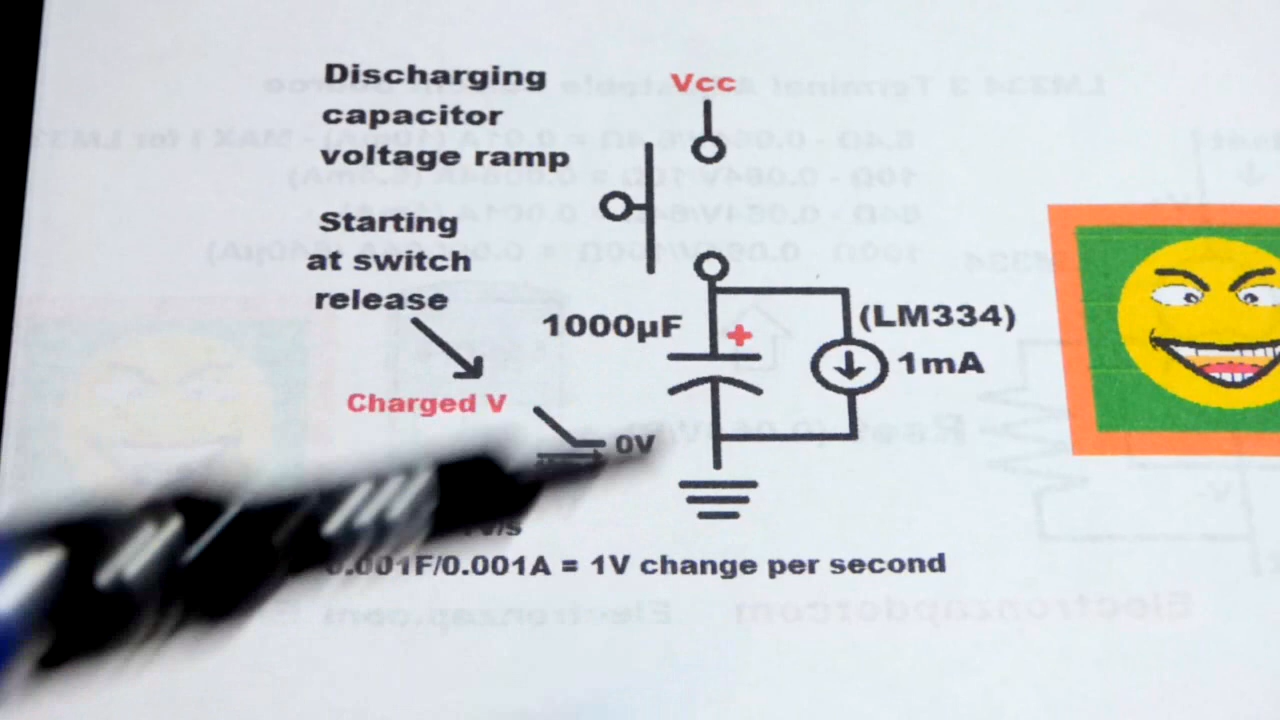 Discharging
capacitor
voltage ramp
Vcc
Starting
at switch
release
1000µF
+
(LM334)
1mA
Charged V
0V
0.001F/0.001A = 1V change per second